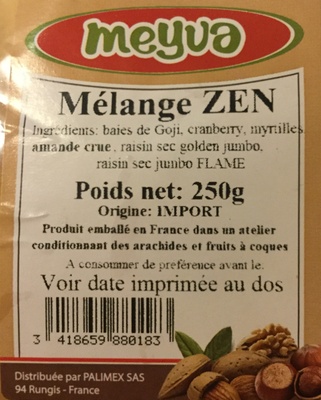 meyva
Mélange ZEN
Ingrédients: baies de Goji, cranberry, myrtilles,
amande crue, raisin sec golden jumbo,
raisin sec jumbo FLAME
Poids net: 250g
Origine: IMPORT
Produit emballé en France dans un atelier
conditionnant des arachides et fruits à coques
A consommer de préférence avant le:
Voir date imprimée au dos
3 418659 880183
Distribuée par PALIMEX SAS
94 Rungis - France